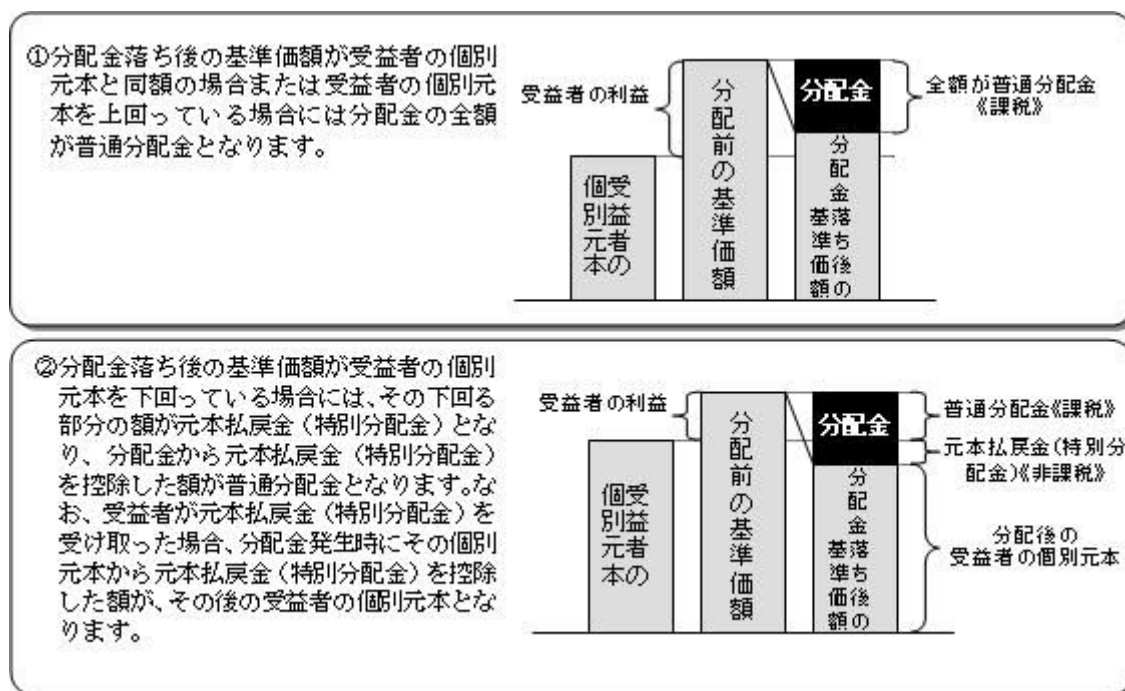 ①分配金落ち後の基準価額が受益者の個別
元本と同額の場合または受益者の個別元
本を上回っている場合には分配金の全額
が普通分配金となります。
受益者の利益
受益者の
個別元本
分配前の基準価額
分配金
分配金落ち後の
基準価額
全額が普通分配金
《課税》
②分配金落ち後の基準価額が受益者の個別
元本を下回っている場合には、その下回る
部分の額が元本払戻金（特別分配金）とな
り、分配金から元本払戻金（特別分配金）
を控除した額が普通分配金となります。な
お、受益者が元本払戻金（特別分配金）を
受け取った場合、分配金発生時にその個別
元本から元本払戻金（特別分配金）を控除
した額が、その後の受益者の個別元本とな
ります。
受益者の利益
受益者の
個別元本
分配前の基準価額
分配金
分配金落ち後の
基準価額
普通分配金《課税》
元本払戻金（特別分
配金）《非課税》
分配後の
受益者の個別元本